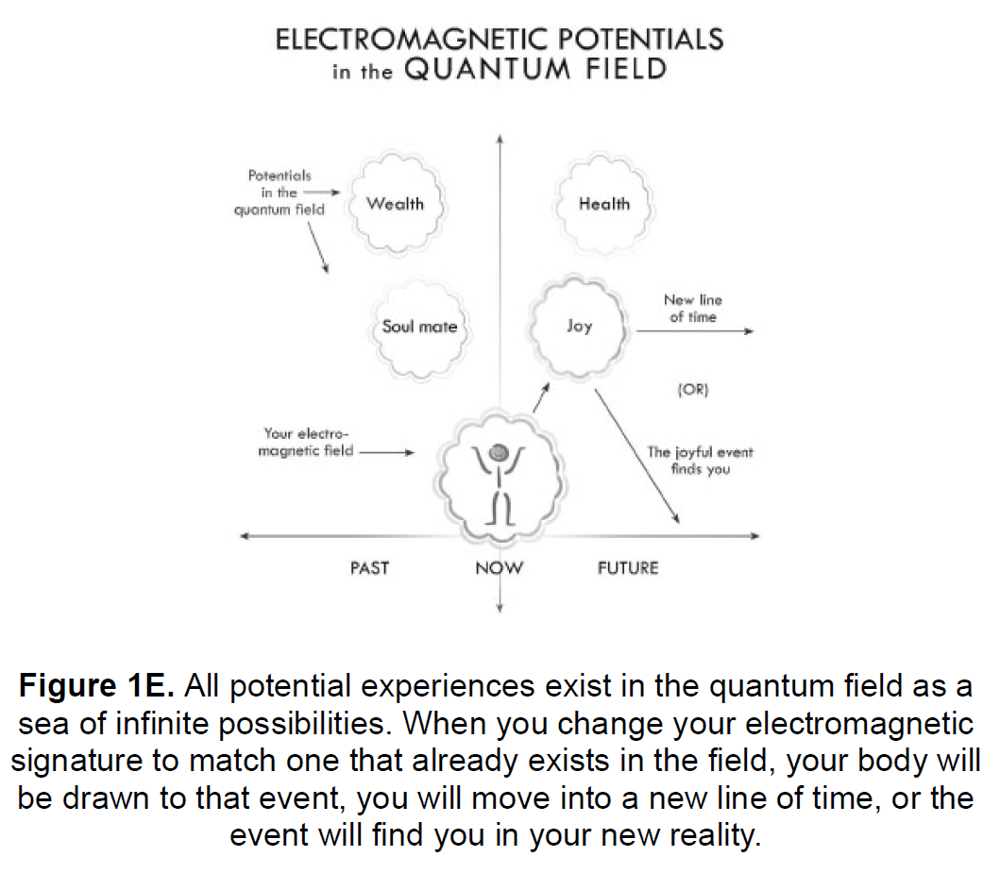 ELECTROMAGNETIC POTENTIALS
in the QUANTUM FIELD
Potentials
in the
quantum field
Wealth
Health
Soul mate
Joy
New line
of time
(OR)
Your electro-
magnetic field
The joyful event
finds you
PAST
NOW
FUTURE
Figure 1E. All potential experiences exist in the quantum field as a
sea of infinite possibilities. When you change your electromagnetic
signature to match one that already exists in the field, your body will
be drawn to that event, you will move into a new line of time, or the
event will find you in your new reality.